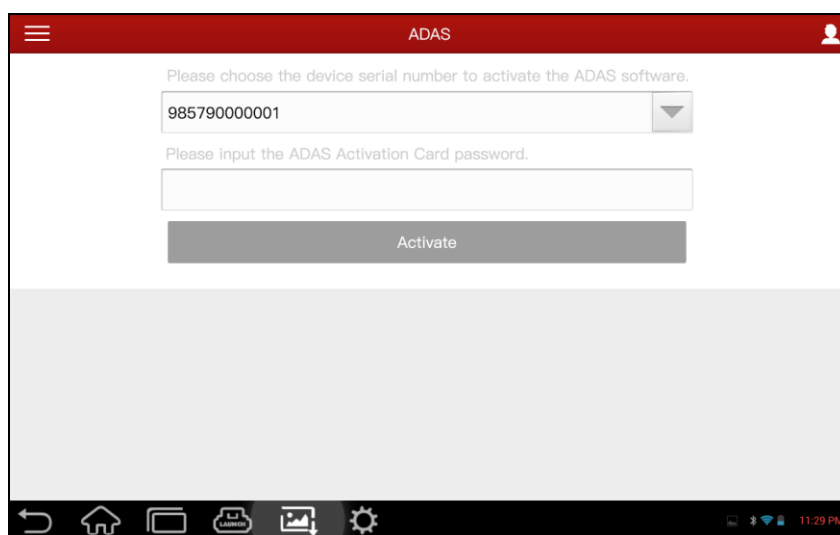 ADAS
Please choose the device serial number to activate the ADAS software.
985790000001
Please input the ADAS Activation Card password.
Activate
LAUNCH
11:29 PM